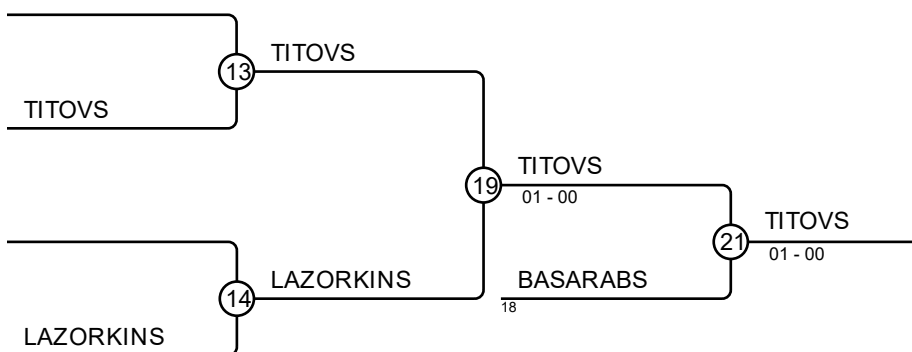 TITOVS
13
TITOVS
TITOVS
19
01 - 00
TITOVS
21
01 - 00
LAZORKINS
BASARABS
14
18
LAZORKINS